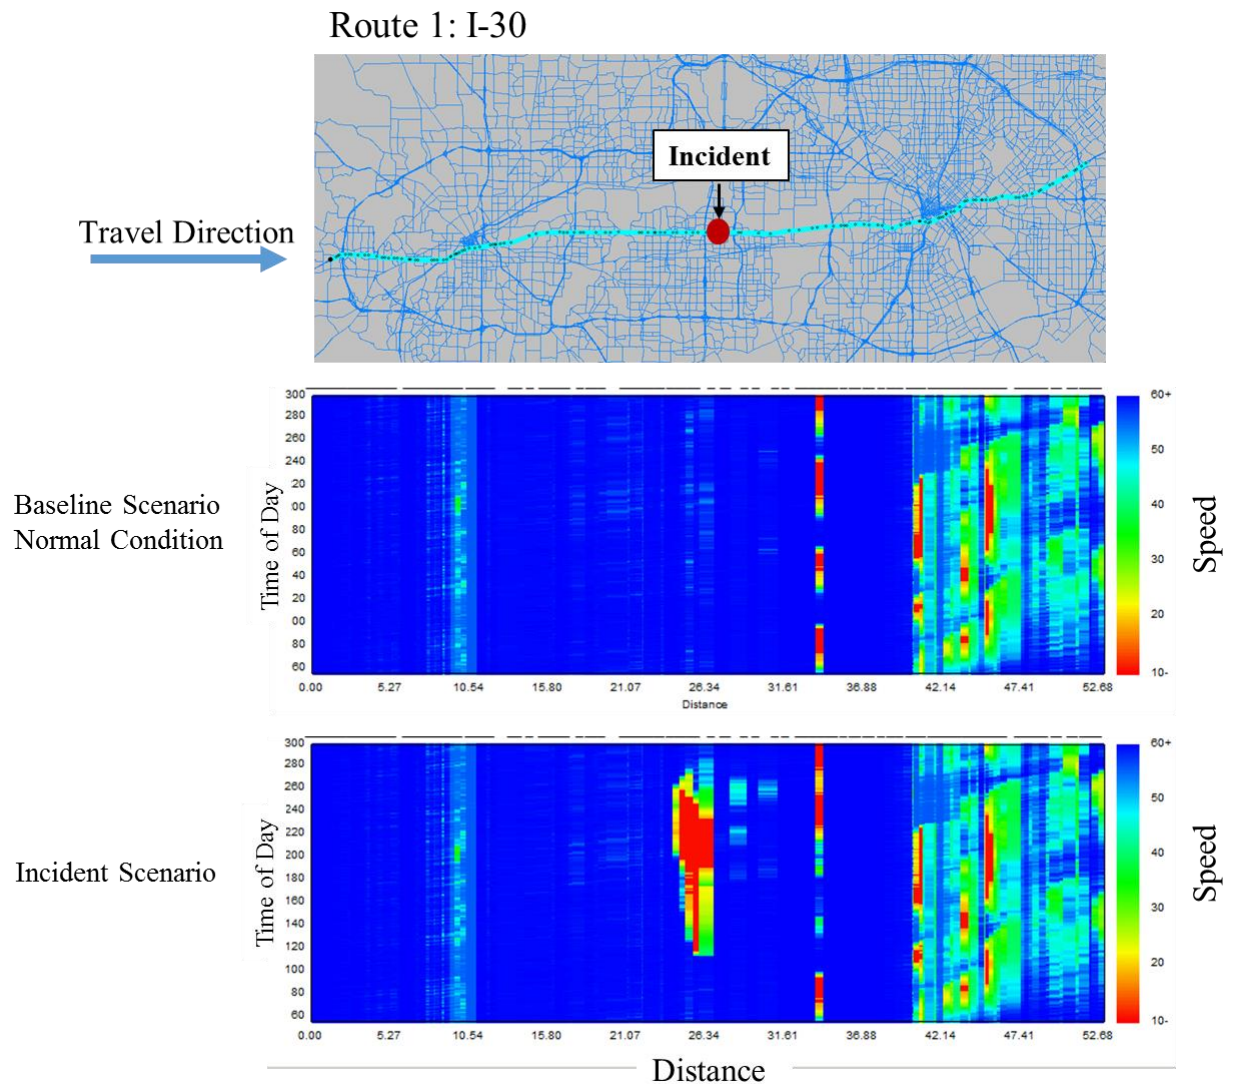 Route 1: I-30
Incident
Travel Direction
Baseline Scenario
Normal Condition
Time of Day
300
280
260
240
20
00
80
60
40
20
00
80
60
0.00 5.27 10.54 15.80 21.07 26.34 31.61 36.88 42.14 47.41 52.68
Distance
60+
50
40
30
20
10-
Speed
Incident Scenario
Time of Day
300
280
260
240
220
200
180
160
140
120
100
80
60
0.00 5.27 10.54 15.80 21.07 26.34 31.61 36.88 42.14 47.41 52.68
60+
50
40
30
20
10-
Speed
Distance